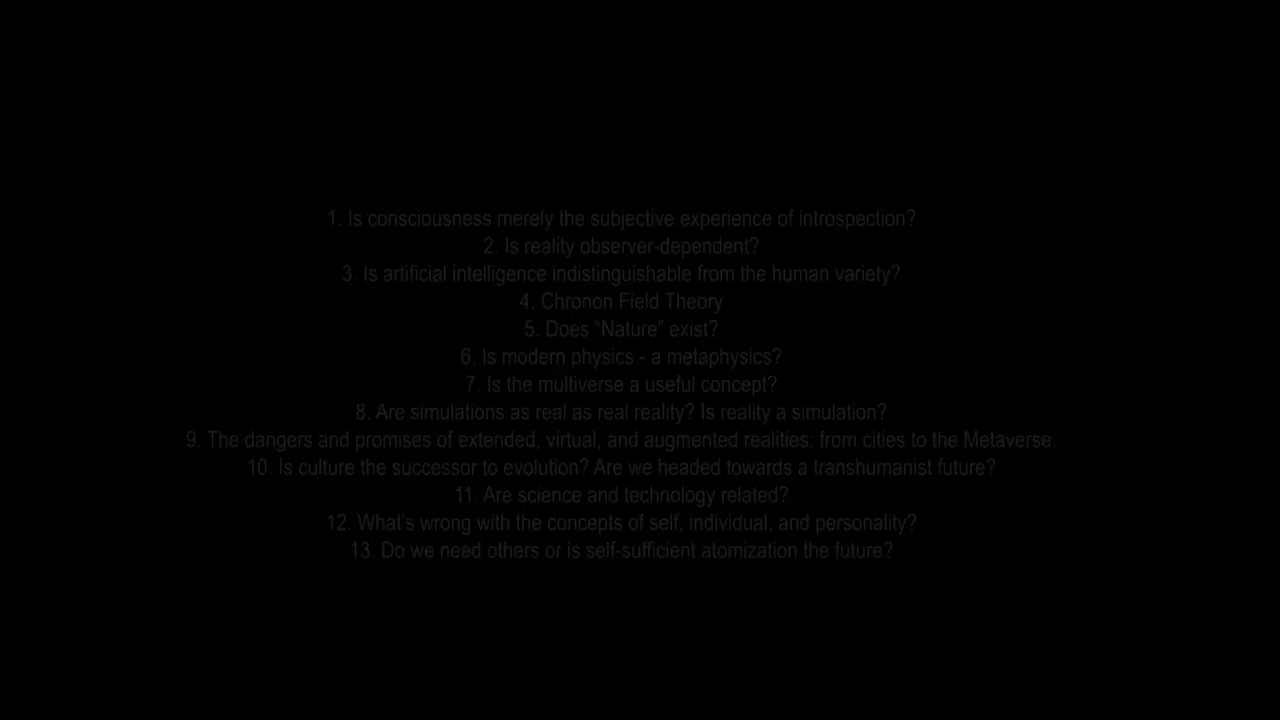 1. Is consciousness merely the subjective experience of introspection?
2. Is reality observer-dependent?
3. Is artificial intelligence indistinguishable from the human variety?
4. Chronon Field Theory
5. Does “Nature” exist?
6. Is modern physics - a metaphysics?
7. Is the multiverse a useful concept?
8. Are simulations as real as real reality? Is reality a simulation?
9. The dangers and promises of extended, virtual, and augmented realities: from cities to the Metaverse.
10. Is culture the successor to evolution? Are we headed towards a transhumanist future?
11. Are science and technology related?
12. What’s wrong with the concepts of self, individual, and personality?
13. Do we need others or is self-sufficient atomization the future?